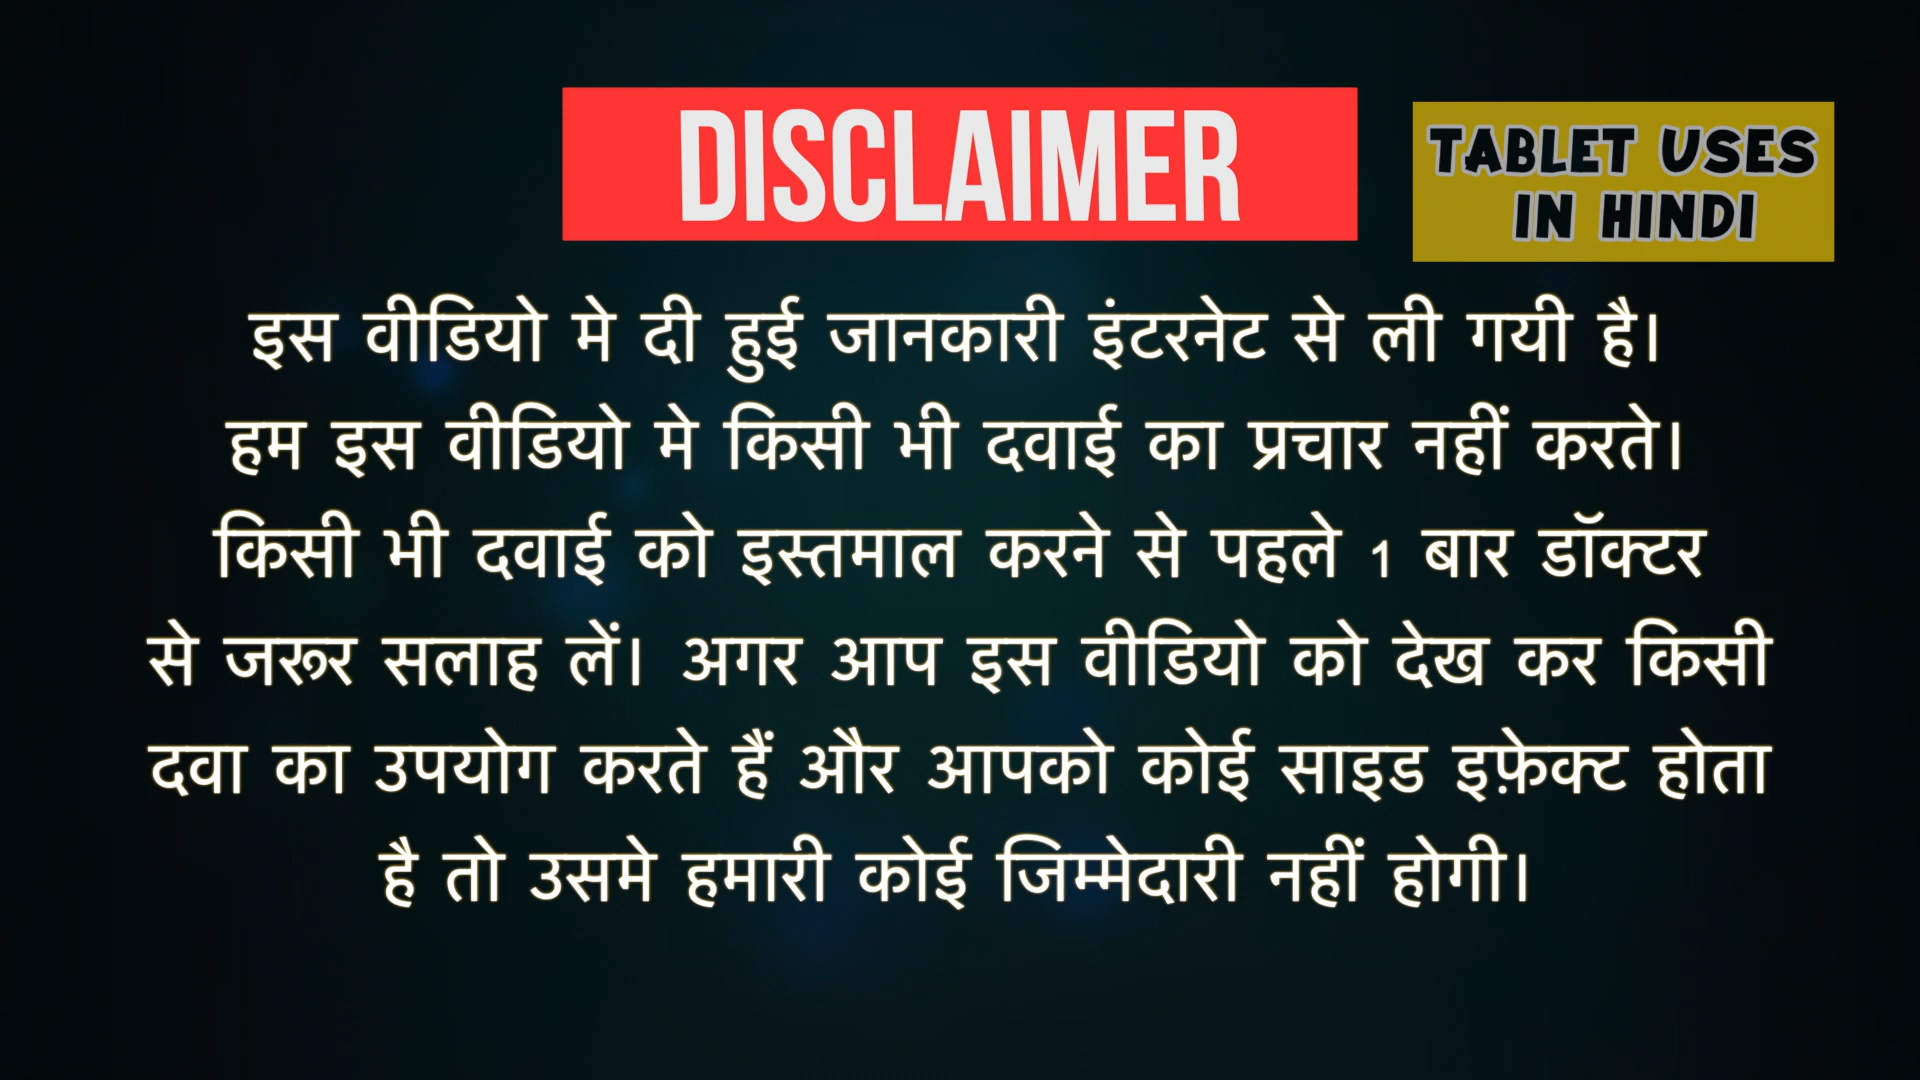 DISCLAIMER
TABLET USES
IN HINDI
इस वीडियो मे दी हुई जानकारी इंटरनेट से ली गयी है।
हम इस वीडियो मे किसी भी दवाई का प्रचार नहीं करते।
किसी भी दवाई को इस्तमाल करने से पहले 1 बार डॉक्टर
से जरूर सलाह लें। अगर आप इस वीडियो को देख कर किसी
दवा का उपयोग करते हैं और आपको कोई साइड इफ़ेक्ट होता
है तो उसमे हमारी कोई जिम्मेदारी नहीं होगी।